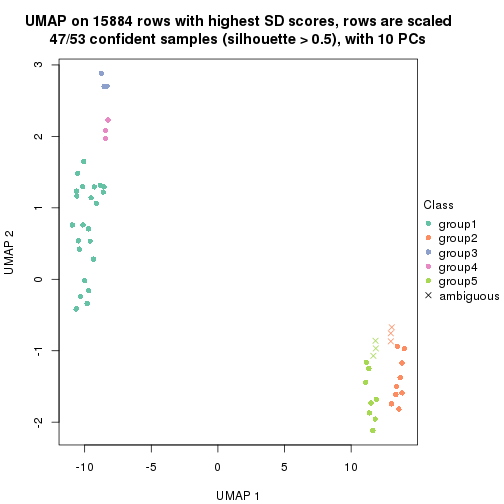 UMAP on 15884 rows with highest SD scores, rows are scaled
47/53 confident samples (silhouette > 0.5), with 10 PCs
3
2
1
0
-1
-2
UMAP 2
-10
-5
0
5
10
UMAP 1
Class
group1
group2
group3
group4
group5
ambiguous